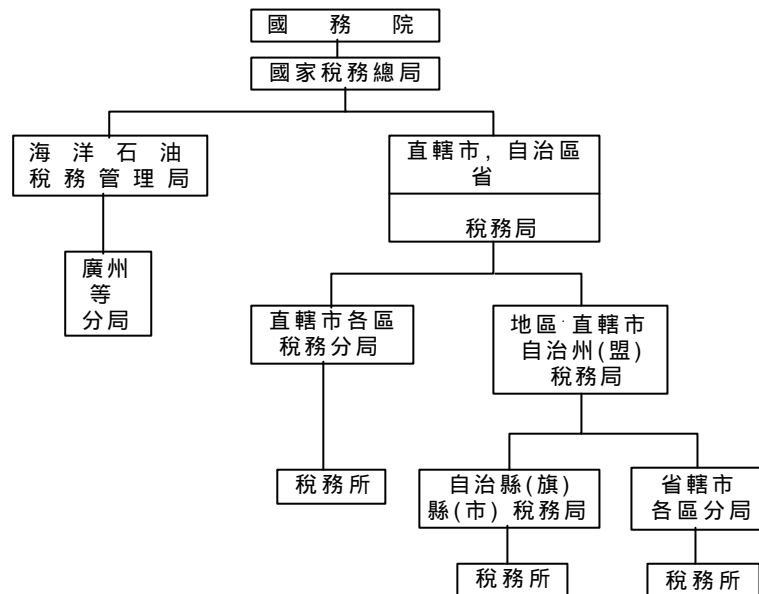 國務院
國家稅務總局
海洋石油
稅務管理局
直轄市, 自治區
省
稅務局
廣州
等
分局
直轄市各區
稅務分局
地區·直轄市
自治州(盟)
稅務局
稅務所
自治縣(旗)
縣(市) 稅務局
省轄市
各區分局
稅務所
稅務所